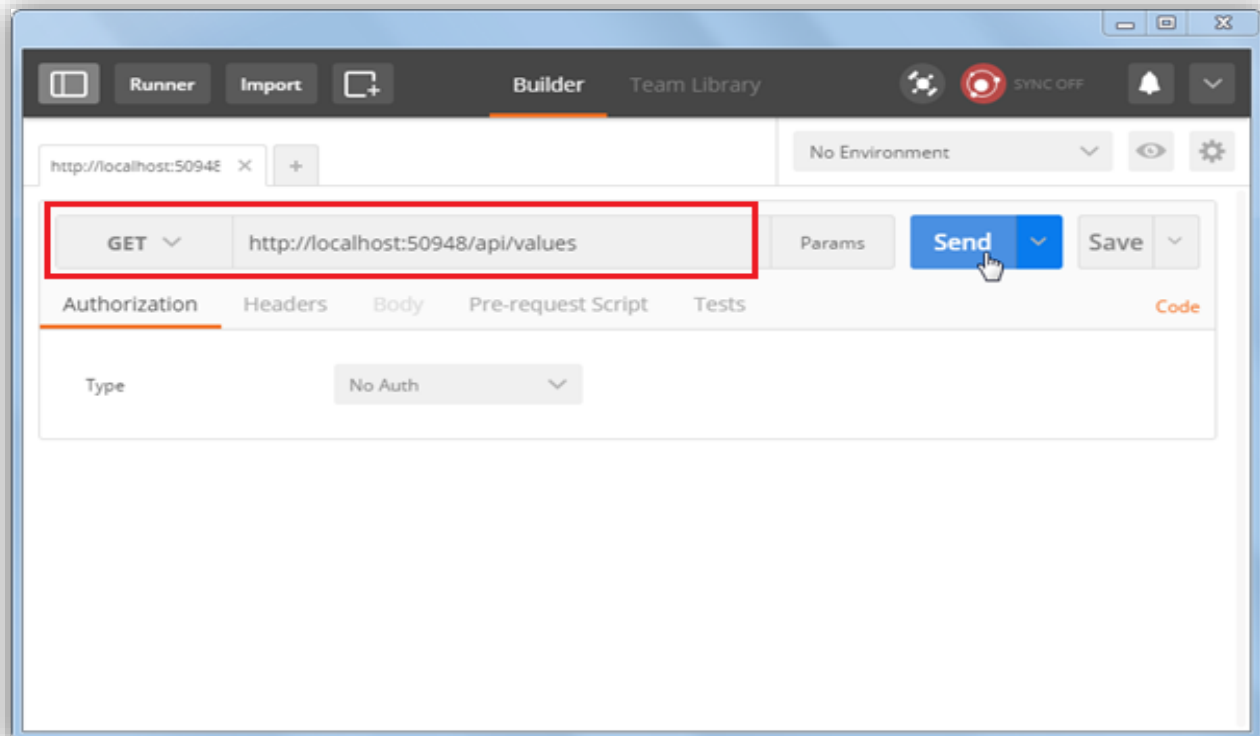 Runner Import Builder Team Library SYNC OFF
http://localhost:50948 No Environment
GET http://localhost:50948/api/values Params Send Save
Authorization Headers Body Pre-request Script Tests Code
Type No Auth